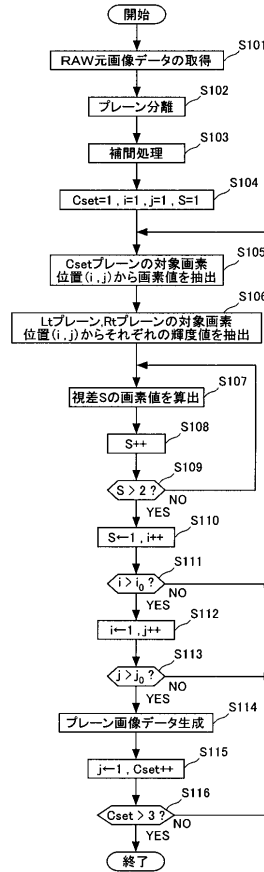 開始
S101
RAW元画像データの取得
S102
プレーン分離
S103
補間処理
S104
Cset=1 , i=1 , j=1 , S=1
S105
Csetプレーンの対象画素
位置(i , j)から画素値を抽出
S106
Ltプレーン,Rtプレーンの対象画素
位置(i , j)からそれぞれの輝度値を抽出
S107
視差Sの画素値を算出
S108
S++
S109
S > 2 ?
NO
YES
S110
S←1 , i++
S111
i > i0 ?
NO
YES
S112
i←1 , j++
S113
j > j0 ?
NO
YES
S114
プレーン画像データ生成
S115
j←1 , Cset++
S116
Cset > 3 ?
NO
YES
終了